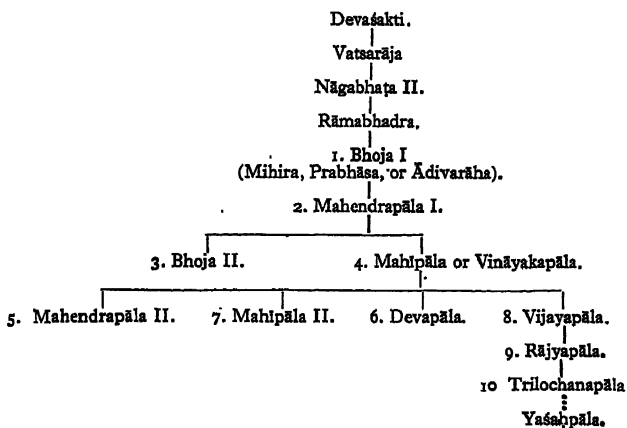 Devaśakti.
Vatsarāja
Nāgabhaṭa II.
Rāmabhadra.
1. Bhoja I
(Mihira, Prabhāsa, or Ādivarāha).
2. Mahendrapāla I.
3. Bhoja II. 4. Mahīpāla or Vināyakapāla.
5. Mahendrapāla II. 7. Mahīpāla II. 6. Devapāla. 8. Vijayapāla.
9. Rājyapāla.
10 Trilochanapāla
Yaśaḥpāla.